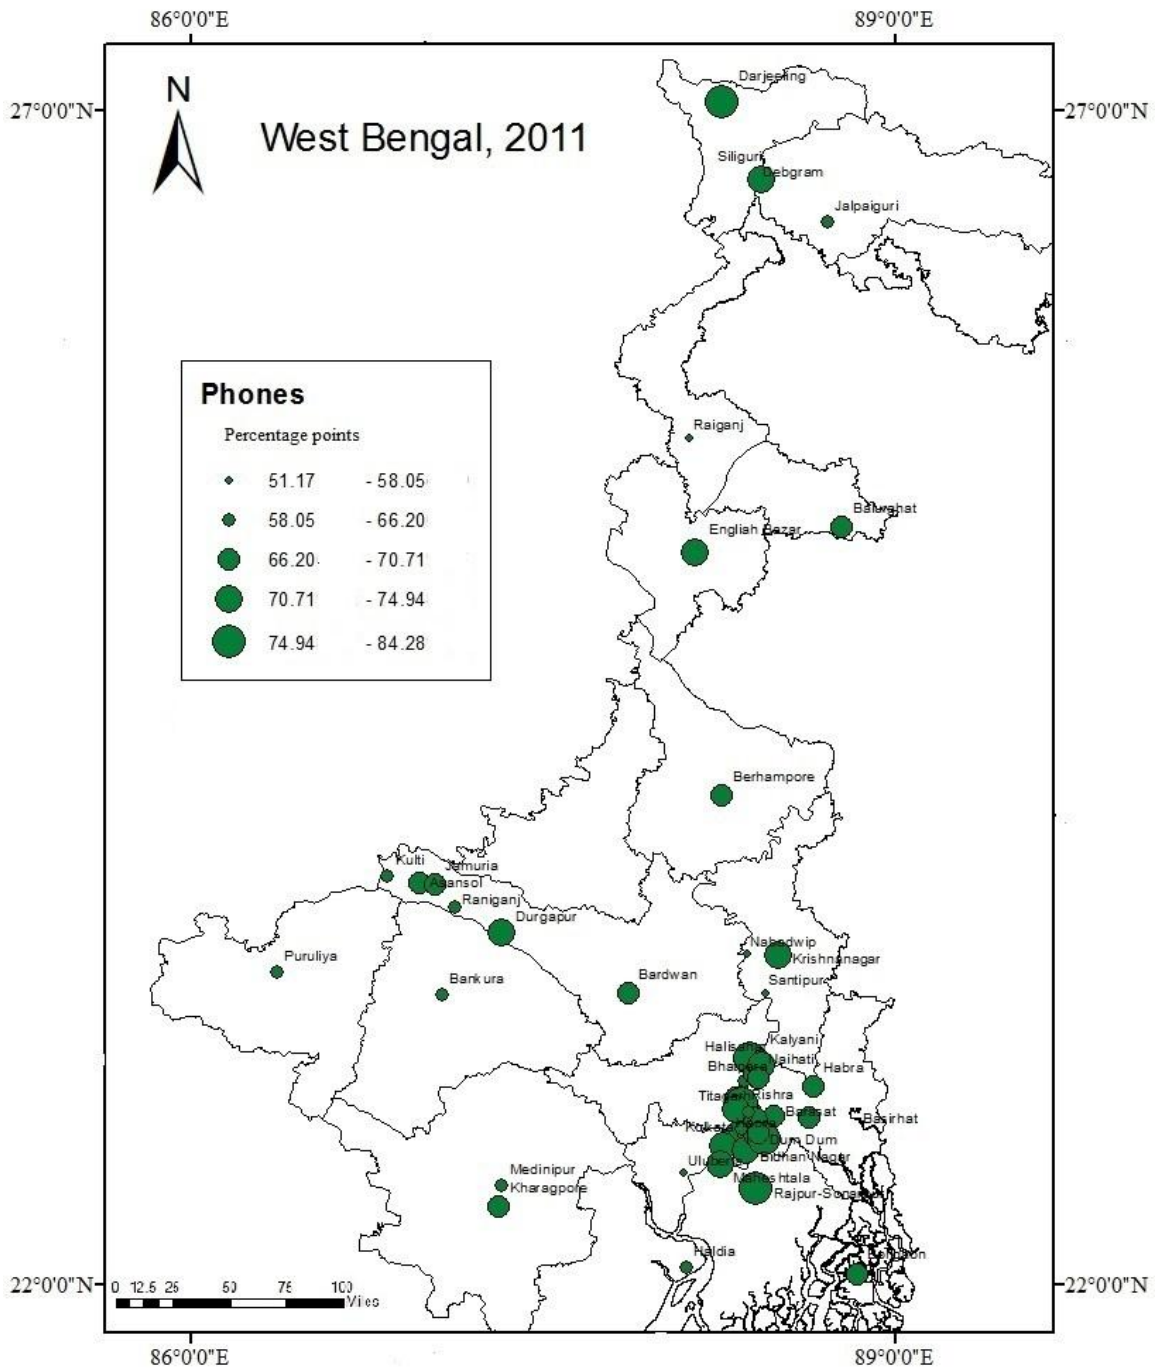 86°0'0"E 89°0'0"E
27°0'0"N 27°0'0"N
N
West Bengal, 2011
Darjeeling
Siliguri
Debgram
Jalpaiguri
Phones
Percentage points
51.17 - 58.05
58.05 - 66.20
66.20 - 70.71
70.71 - 74.94
74.94 - 84.28
Raiganj
Balurghat
Engliah Bazar
Berhampore
Kulti
Jamuria
Asansol
Raniganj
Durgapur
Nabadwip
Krishnanagar
Puruliya
Bankura
Bardwan
Santipur
Kalyani
Halisahar
Naihati
Bhatpara
Habra
Titagarh
Rishra
Barasat
Basirhat
Kolkata
Dum Dum
Bidhan Nagar
Uluberia
Maheshtala
Medinipur
Kharagpore
Rajpur-Sonarpur
Haldia
22°0'0"N 22°0'0"N
0 12.5 25 50 75 100
Miles
86°0'0"E 89°0'0"E